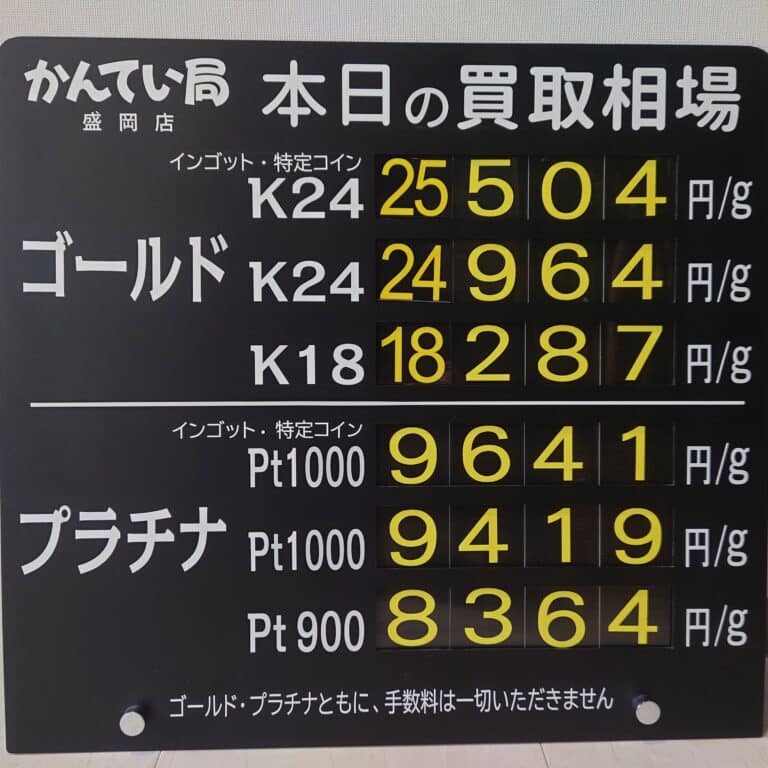 かんてい局 本日の買取相場
盛岡店
インゴット・特定コイン
K24 25504 円/g
ゴールド K24 24964 円/g
K18 18287 円/g
インゴット・特定コイン
Pt1000 9641 円/g
プラチナ Pt1000 9419 円/g
Pt900 8364 円/g
ゴールド・プラチナともに、手数料は一切いただきません